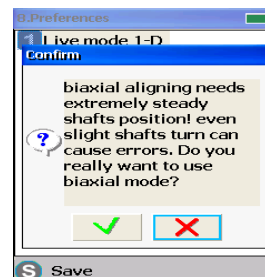 8.Preferences
1 Live mode 1-D
Confirm
biaxial aligning needs
extremely steady
shafts position! even
slight shafts turn can
cause errors. Do you
really want to use
biaxial mode?
S Save